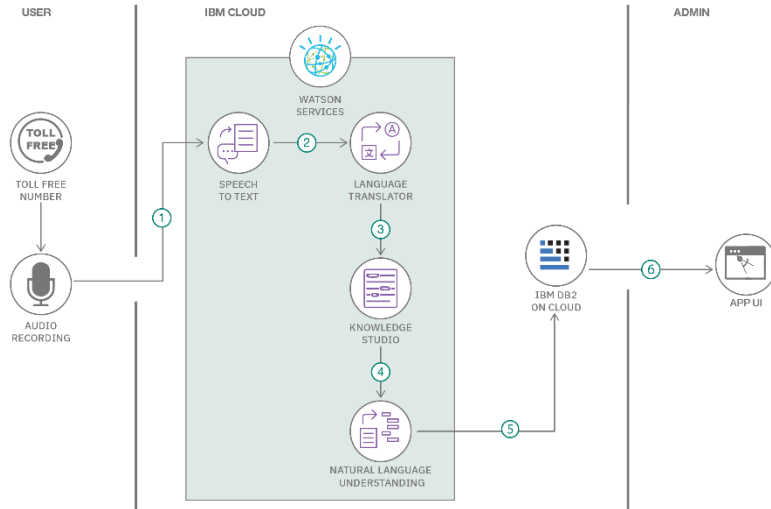 USER
IBM CLOUD
ADMIN
WATSON
SERVICES
TOLL
FREE
TOLL FREE
NUMBER
1
AUDIO
RECORDING
SPEECH
TO TEXT
2
A
文
LANGUAGE
TRANSLATOR
3
KNOWLEDGE
STUDIO
4
NATURAL LANGUAGE
UNDERSTANDING
5
IBM DB2
ON CLOUD
6
APP UI